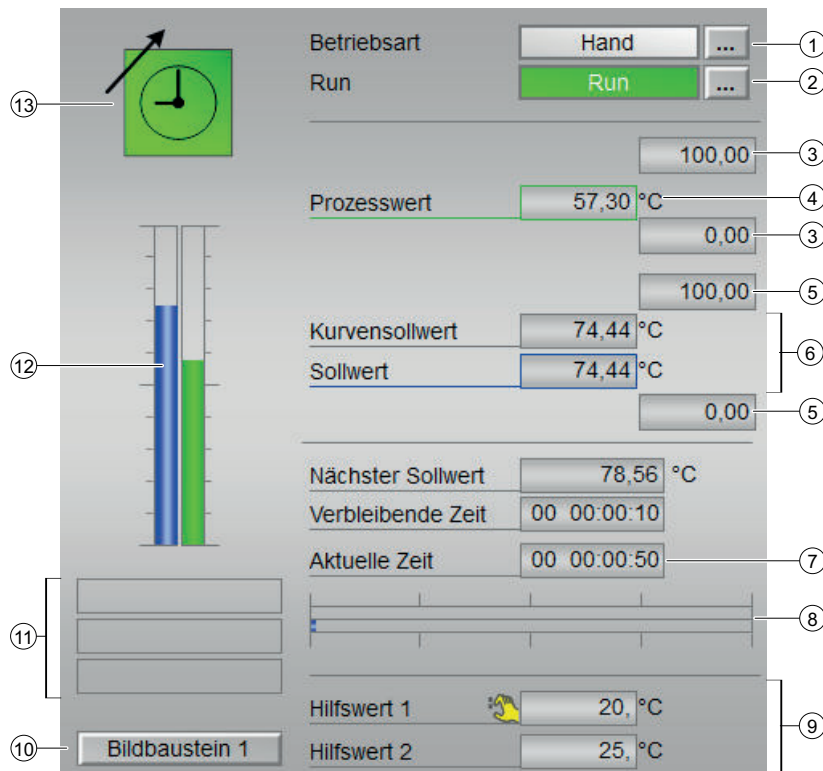 Betriebsart Hand ... 1
Run Run ... 2
13
100,00 3
Prozesswert 57,30 °C 4
0,00 3
100,00 5
Kurvensollwert 74,44 °C
6
12 Sollwert 74,44 °C
0,00 5
Nächster Sollwert 78,56 °C
Verbleibende Zeit 00 00:00:10
Aktuelle Zeit 00 00:00:50 7
8
11
Hilfswert 1 20, °C
9
10 Bildbaustein 1 Hilfswert 2 25, °C